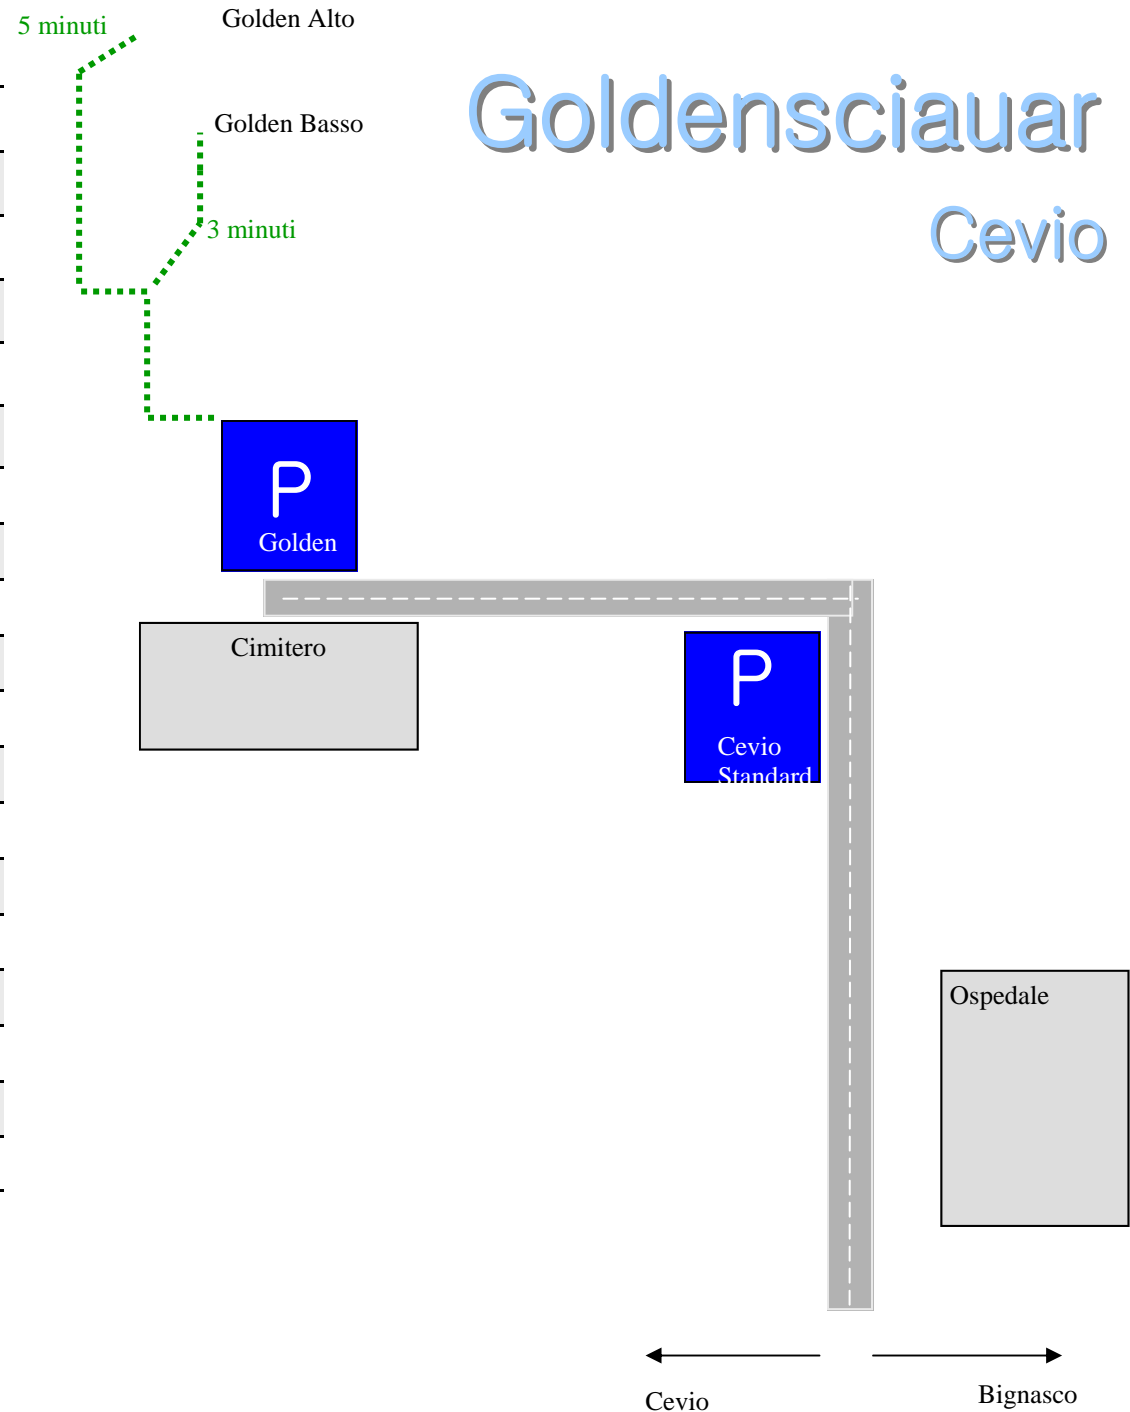 5 minuti
Golden Alto
Goldensciauar
Golden Basso
3 minuti
Cevio
P
Golden
Cimitero
P
Cevio
Standard
Ospedale
Cevio
Bignasco